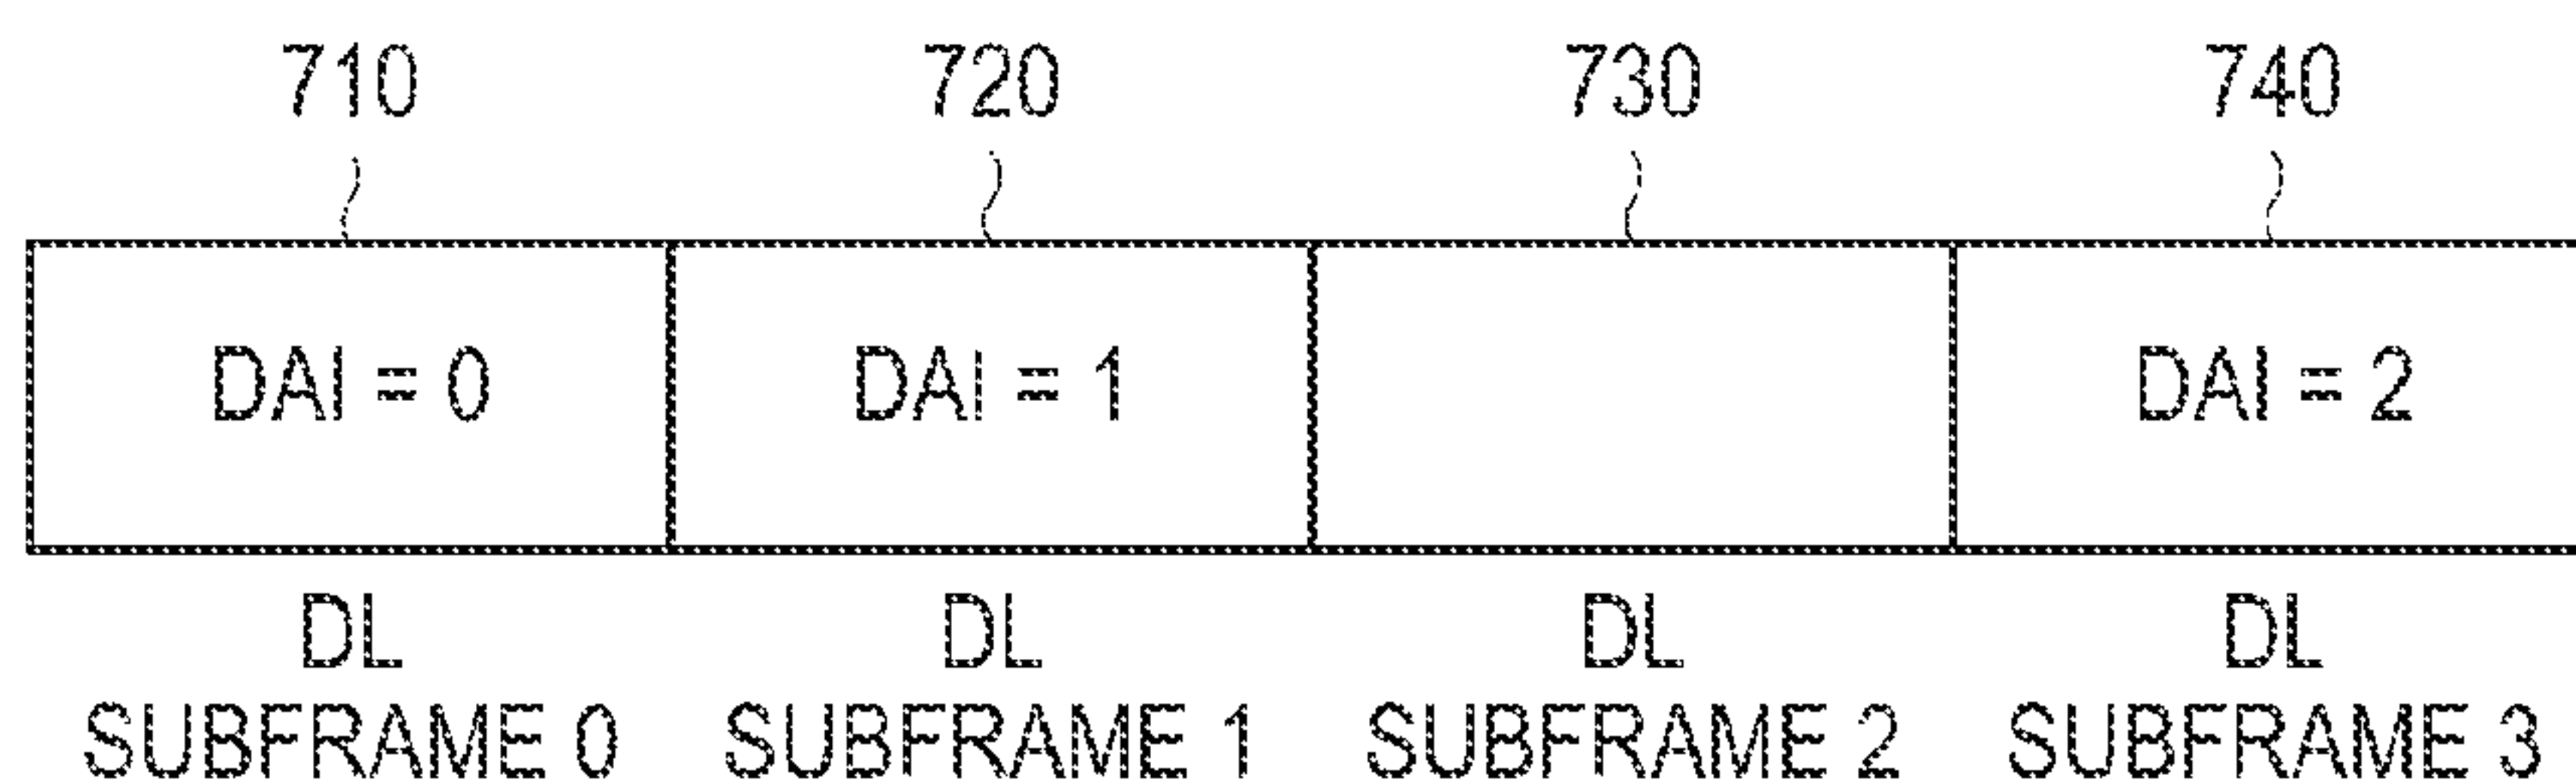 710 720 730 740
DAI = 0 DAI = 1 DAI = 2
DL DL DL DL
SUBFRAME 0 SUBFRAME 1 SUBFRAME 2 SUBFRAME 3